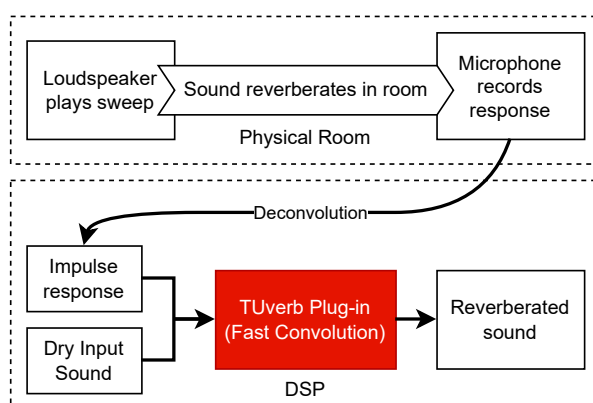 Loudspeaker
plays sweep
Sound reverberates in room
Microphone
records
response
Physical Room
Deconvolution
Impulse
response
Dry Input
Sound
TUverb Plug-in
(Fast Convolution)
Reverberated
sound
DSP